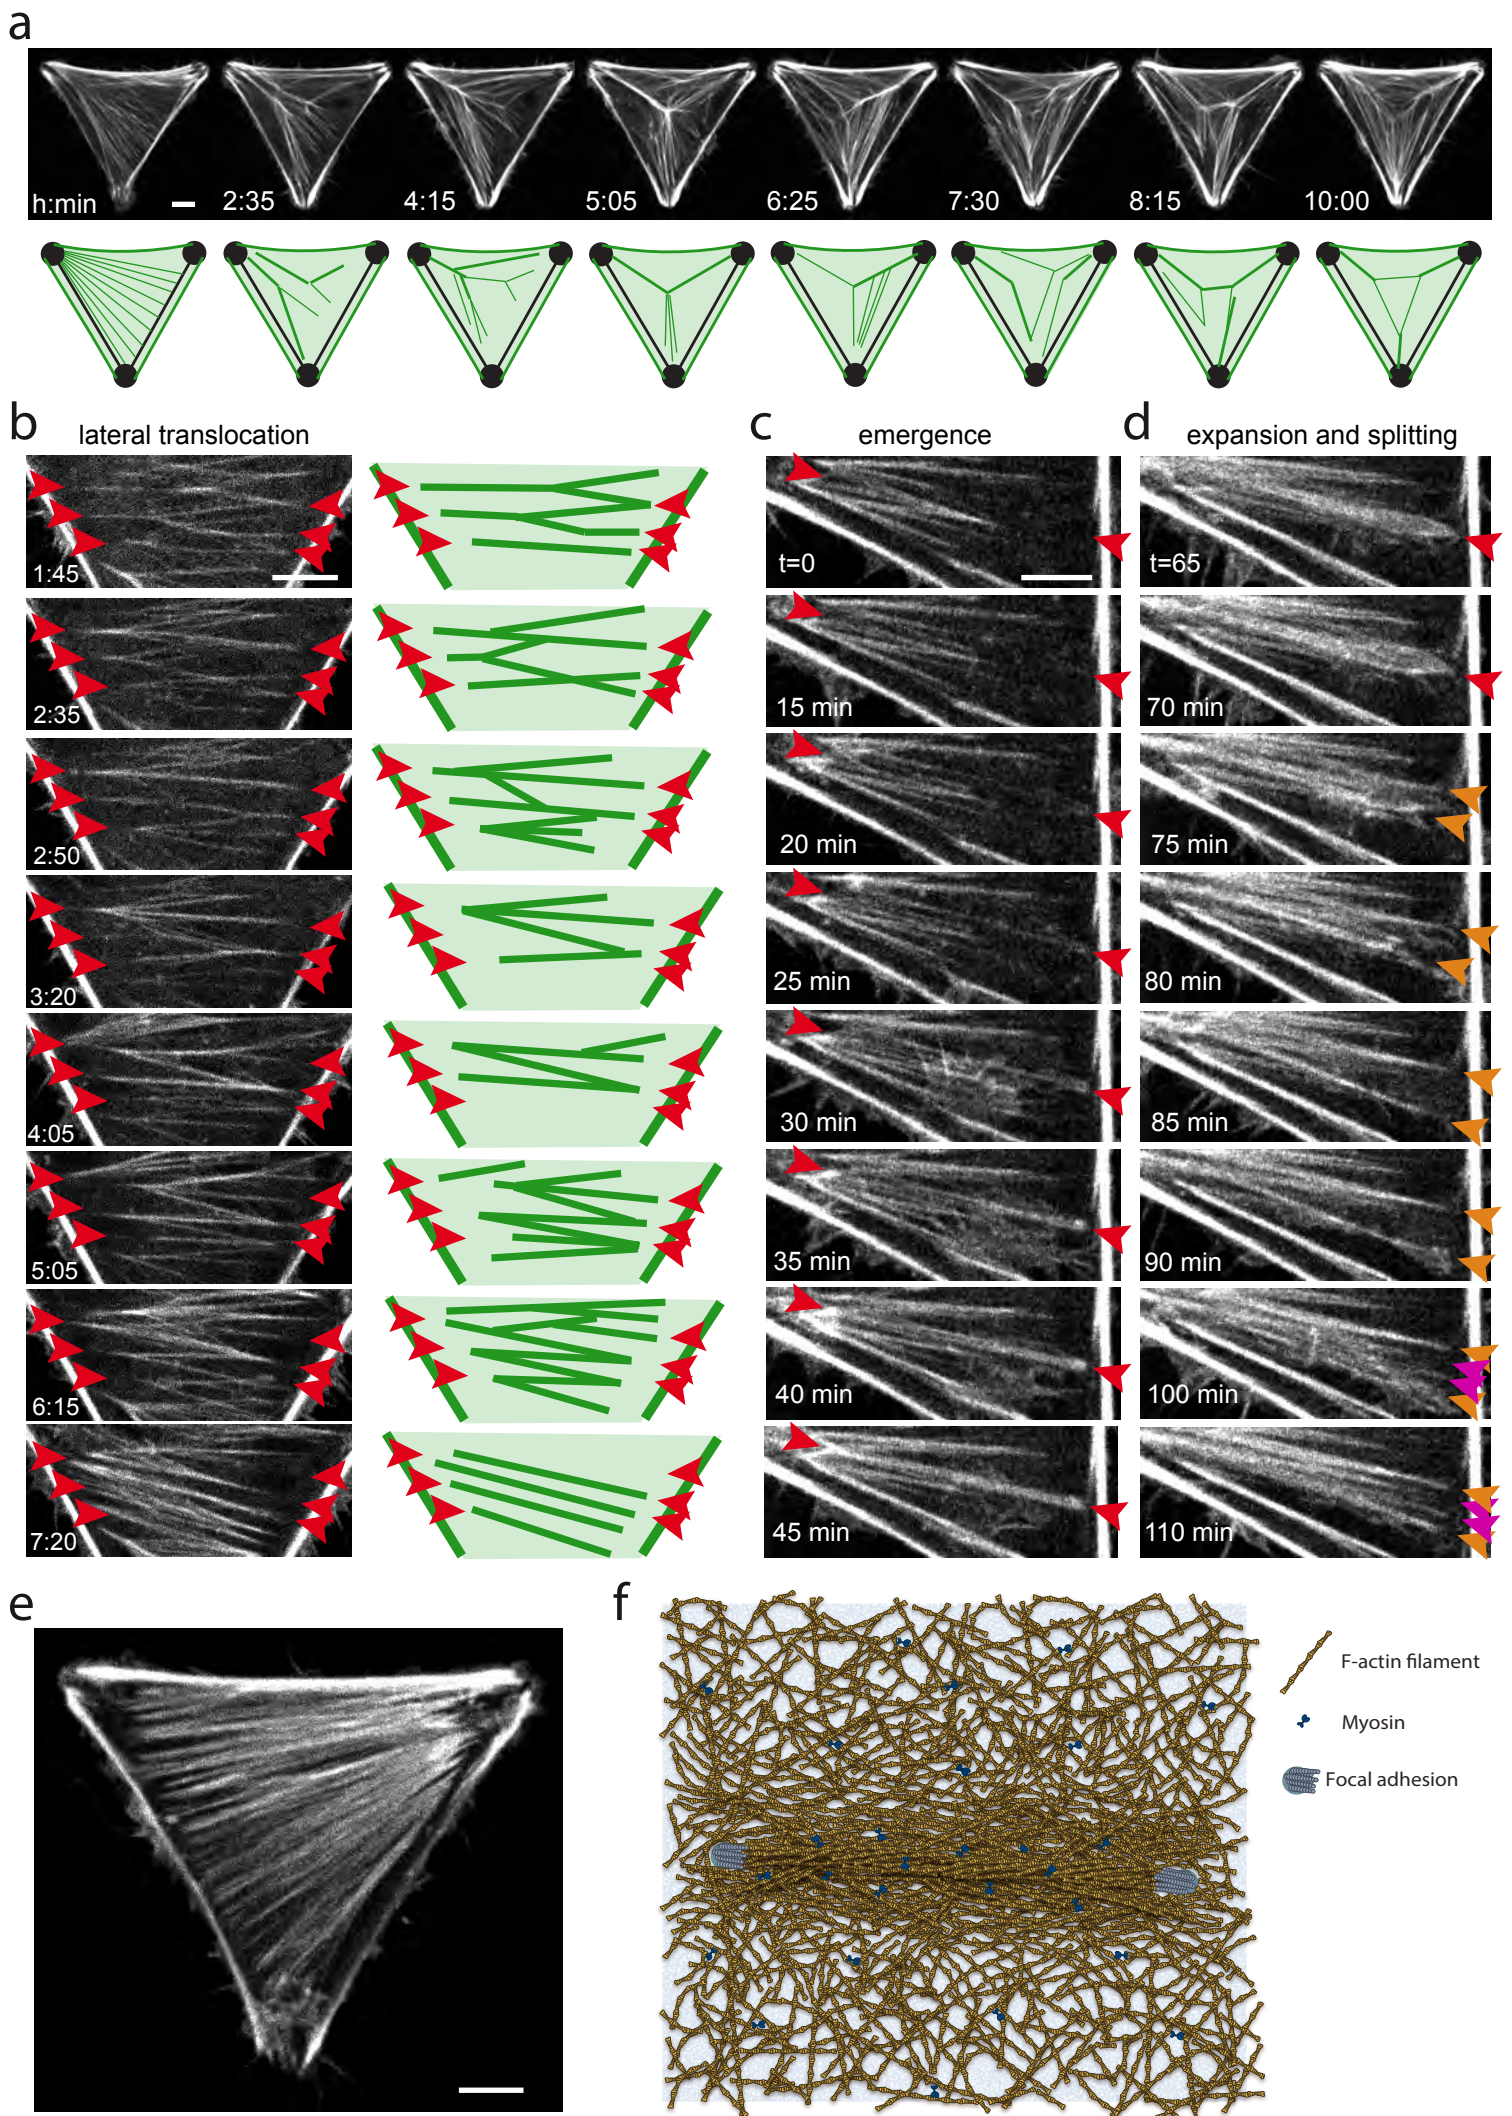 a
h:min 2:35 4:15 5:05 6:25 7:30 8:15 10:00
b lateral translocation
1:45
2:35
2:50
3:20
4:05
5:05
6:15
7:20
c emergence
t=0
15 min
20 min
25 min
30 min
35 min
40 min
45 min
d expansion and splitting
t=65
70 min
75 min
80 min
85 min
90 min
100 min
110 min
e
f
F-actin filament
Myosin
Focal adhesion